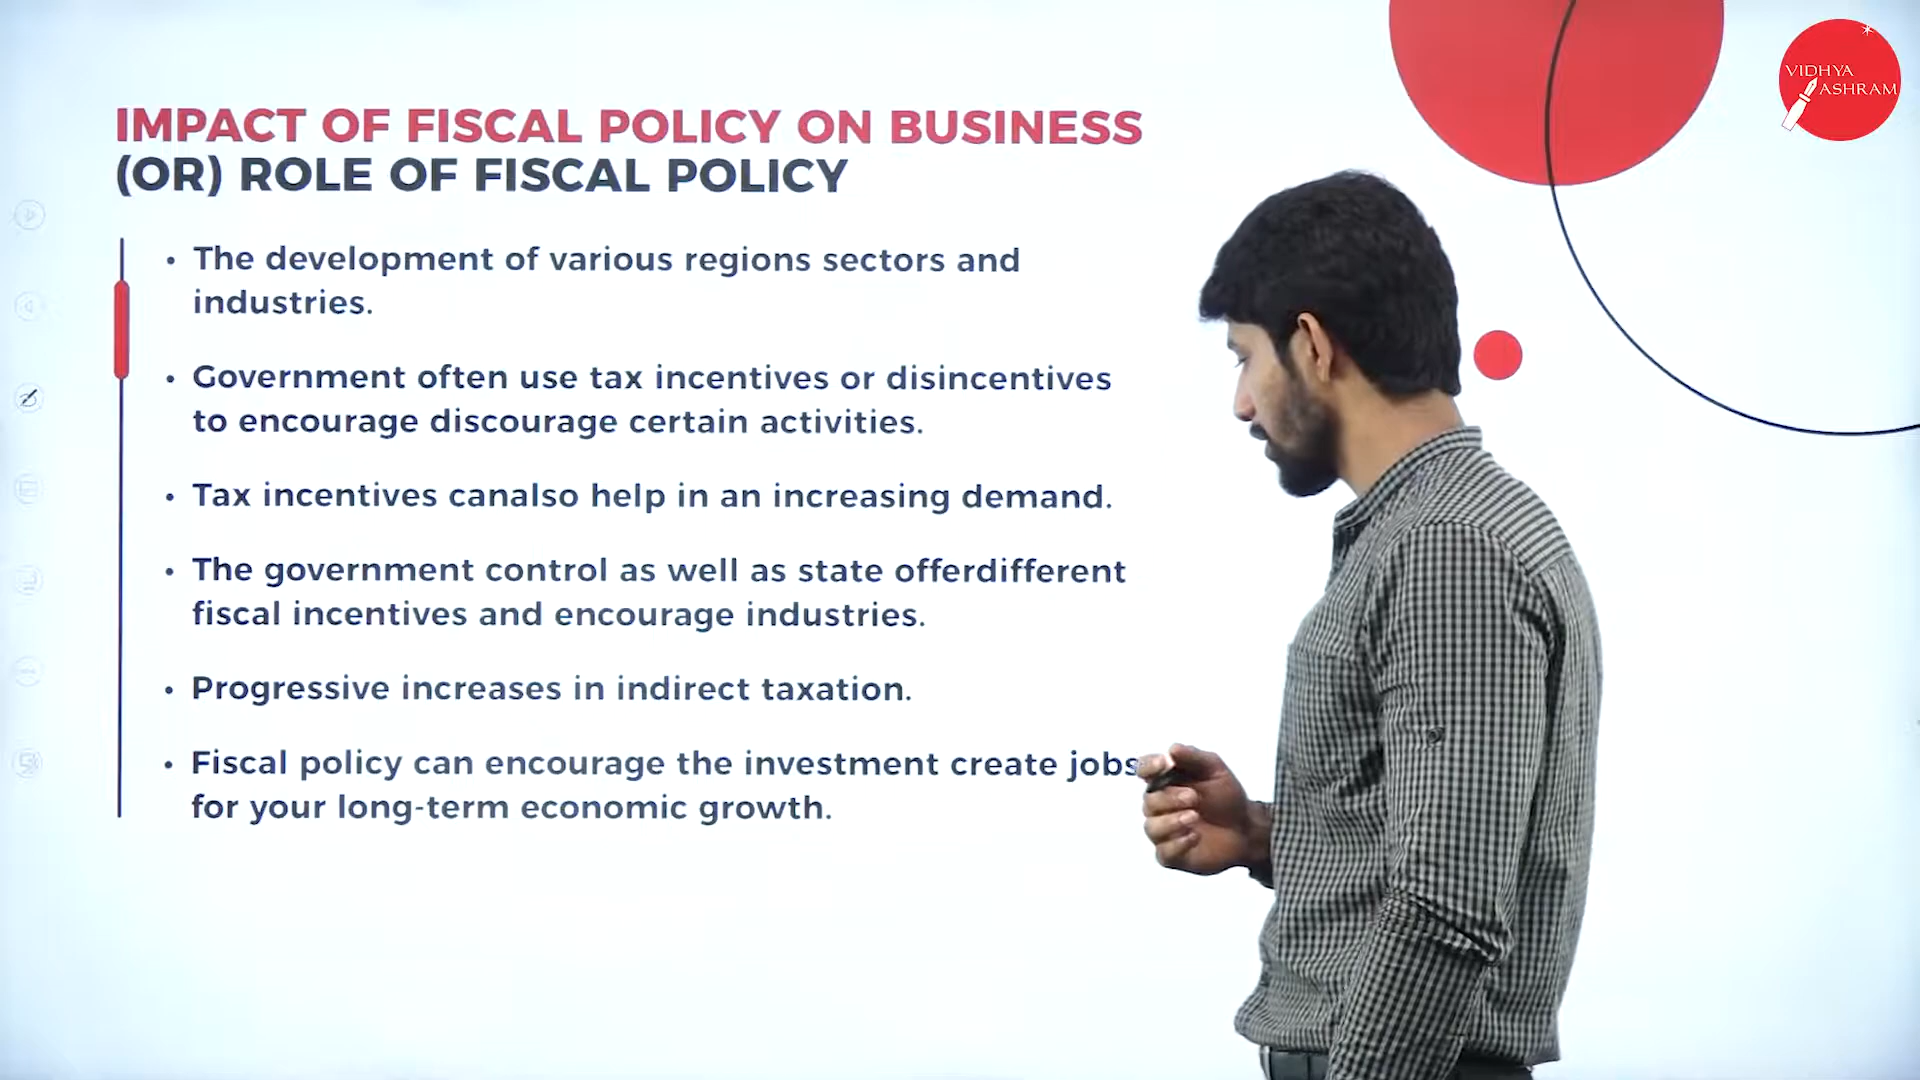 IMPACT OF FISCAL POLICY ON BUSINESS
(OR) ROLE OF FISCAL POLICY
• The development of various regions sectors and
industries.
• Government often use tax incentives or disincentives
to encourage discourage certain activities.
• Tax incentives canalso help in an increasing demand.
• The government control as well as state offerdifferent
fiscal incentives and encourage industries.
• Progressive increases in indirect taxation.
• Fiscal policy can encourage the investment create jobs
for your long-term economic growth.
VIDHYA
ASHRAM